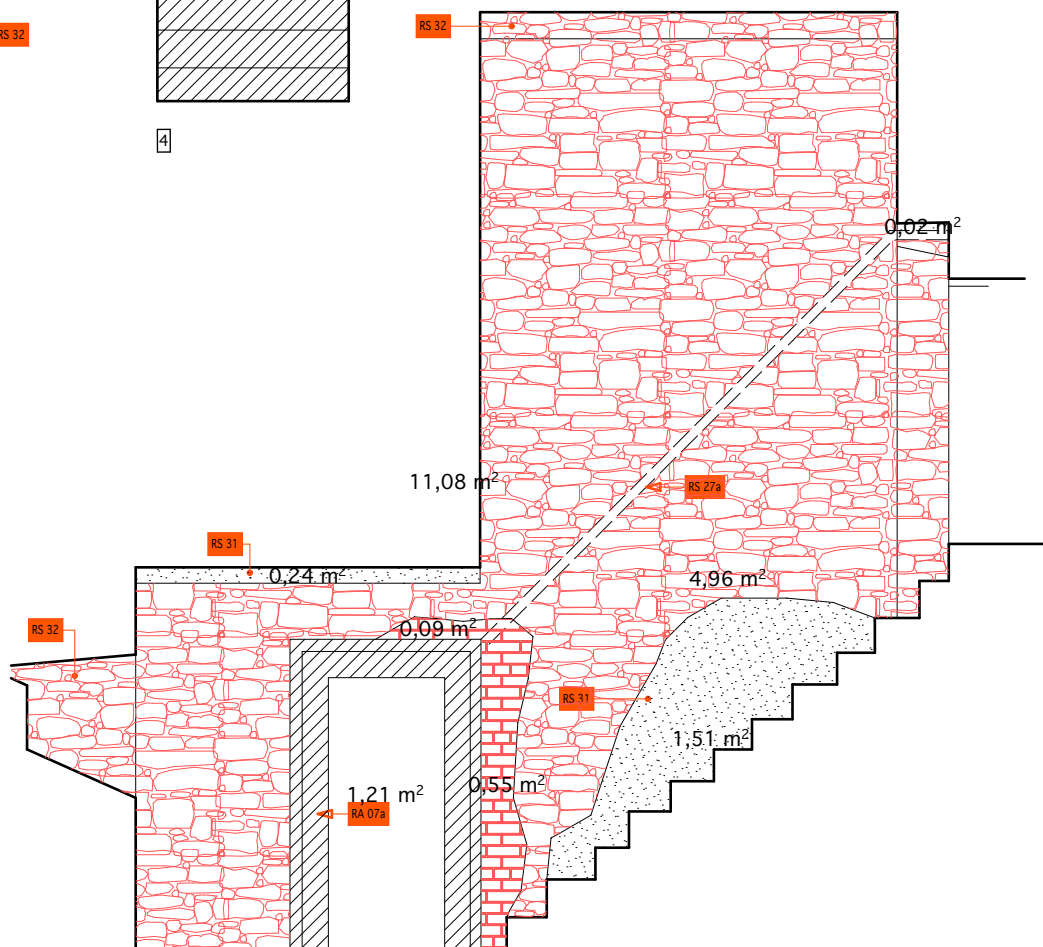 RS 32
RS 32
4
0,02 m²
11,08 m²
RS 27a
RS 31
0,24 m²
4,96 m²
RS 32
0,09 m²
RS 31
1,51 m²
0,55 m²
1,21 m²
RA 07a